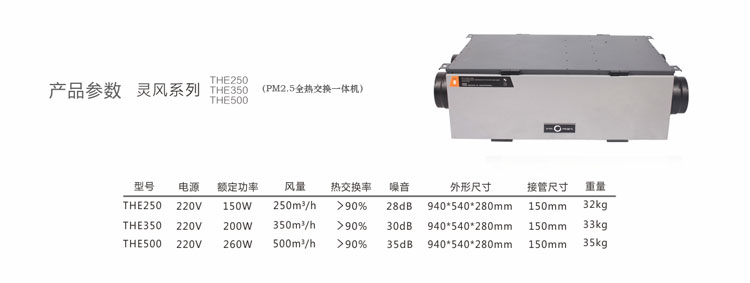 产品参数 灵风系列 THE250
THE350
THE500
(PM2.5全热交换一体机)
型号 电源 额定功率 风量 热交换率 噪音 外形尺寸 接管尺寸 重量
THE250 220V 150W 250m³/h >90% 28dB 940*540*280mm 150mm 32kg
THE350 220V 200W 350m³/h >90% 30dB 940*540*280mm 150mm 33kg
THE500 220V 260W 500m³/h >90% 35dB 940*540*280mm 150mm 35kg